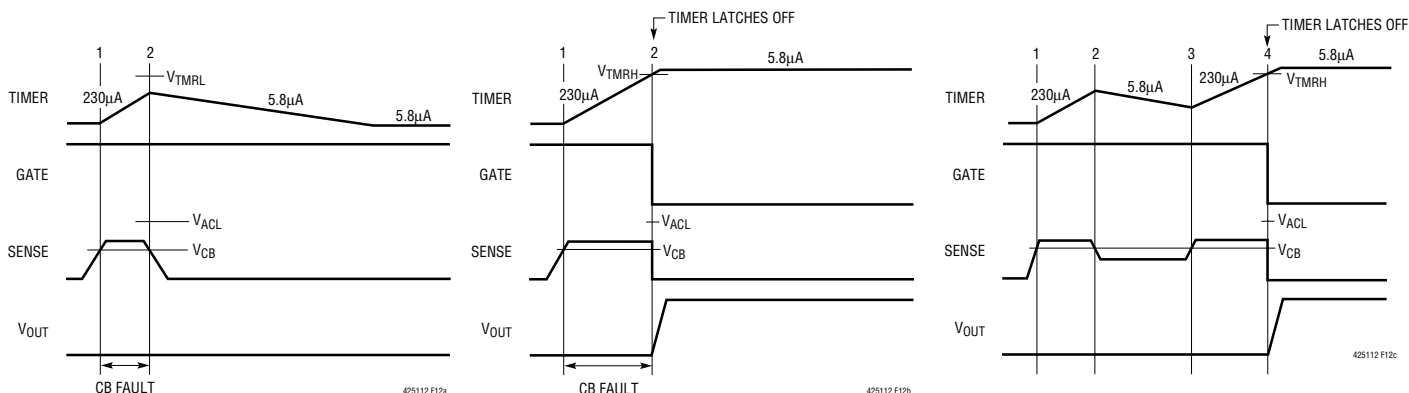 1 2
V_TMRL
TIMER 230µA 5.8µA 5.8µA
GATE
V_ACL
SENSE V_CB
V_OUT
CB FAULT
425112 F12a
TIMER LATCHES OFF
1 2
V_TMRH 5.8µA
TIMER 230µA
GATE
V_ACL
SENSE V_CB
V_OUT
CB FAULT
425112 F12b
TIMER LATCHES OFF
1 2 3 4 5.8µA
V_TMRH
TIMER 230µA 5.8µA 230µA
GATE
V_ACL
SENSE V_CB
V_OUT
425112 F12c